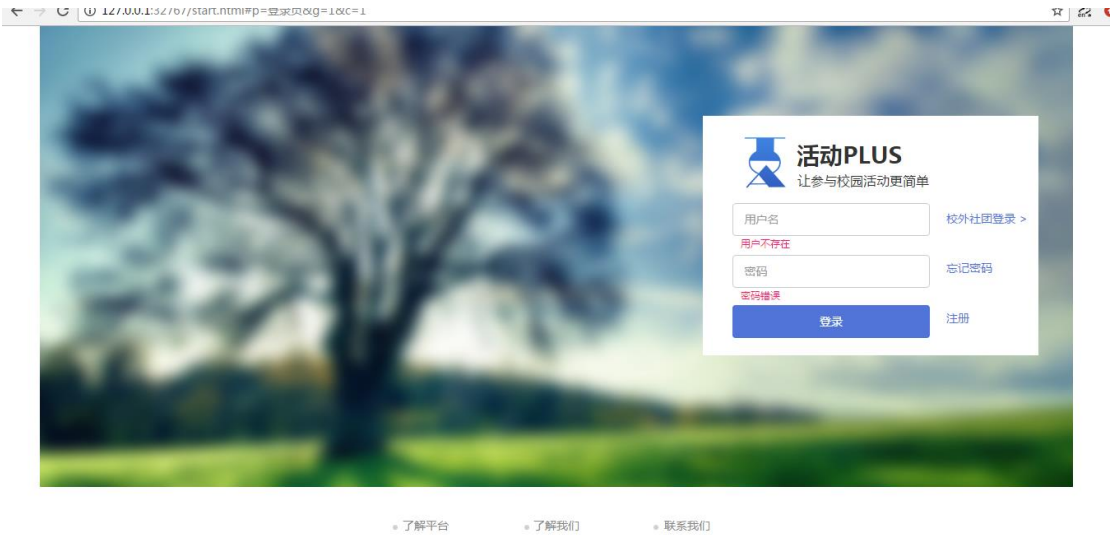 127.0.0.1:32767/start.html#p=登录页&g=1&c=1
活动PLUS
让参与校园活动更简单
用户名
校外社团登录 >
用户不存在
密码
忘记密码
密码错误
登录
注册
了解平台
了解我们
联系我们